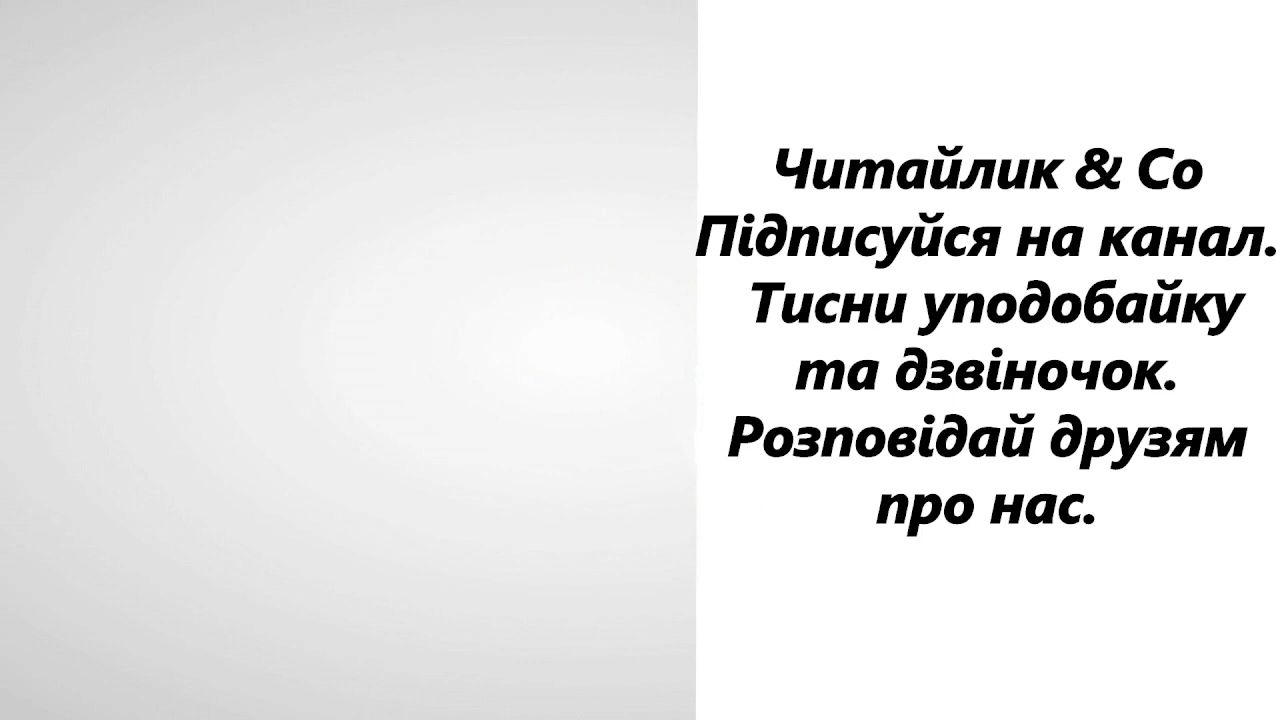 Читайлик & Co
Підписуйся на канал.
Тисни уподобайку
та дзвіночок.
Розповідай друзям
про нас.